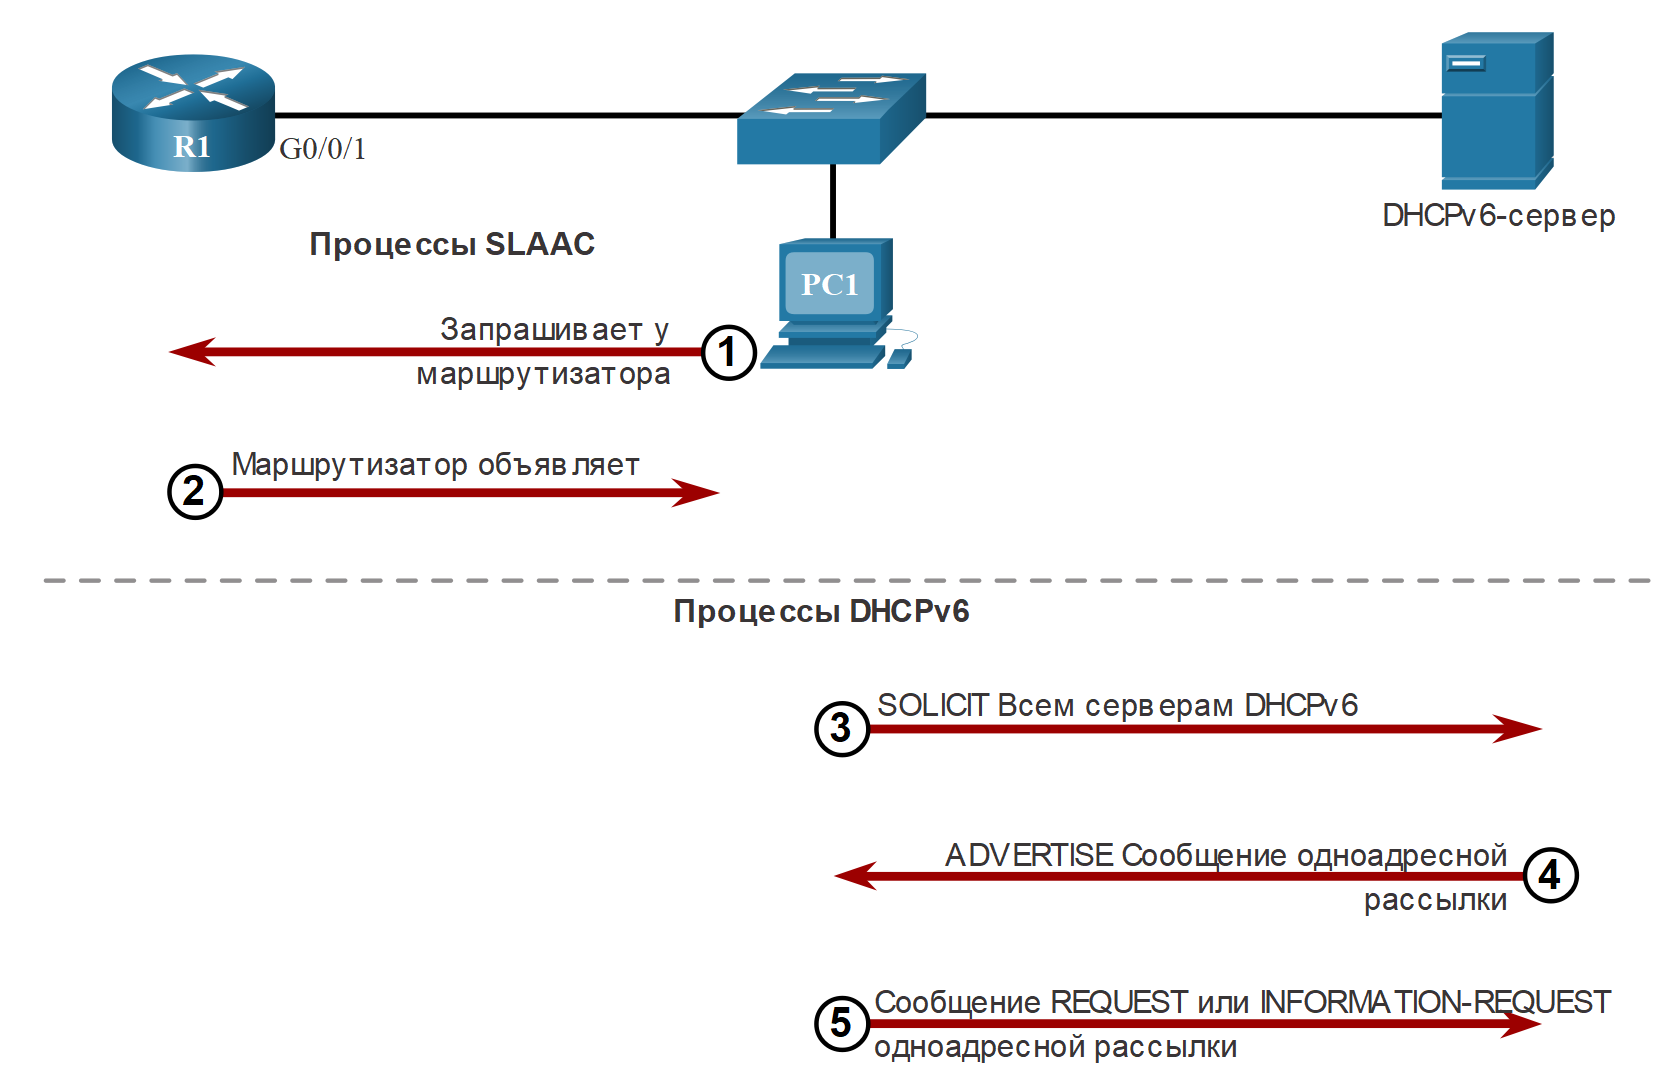 R1
G0/0/1
DHCPv6-сервер
Процессы SLAAC
PC1
Запрашивает у
маршрутизатора
1
Маршрутизатор объявляет
2
Процессы DHCPv6
SOLICIT Всем серверам DHCPv6
3
ADVERTISE Сообщение одноадресной
рассылки
4
Сообщение REQUEST или INFORMATION-REQUEST
одноадресной рассылки
5